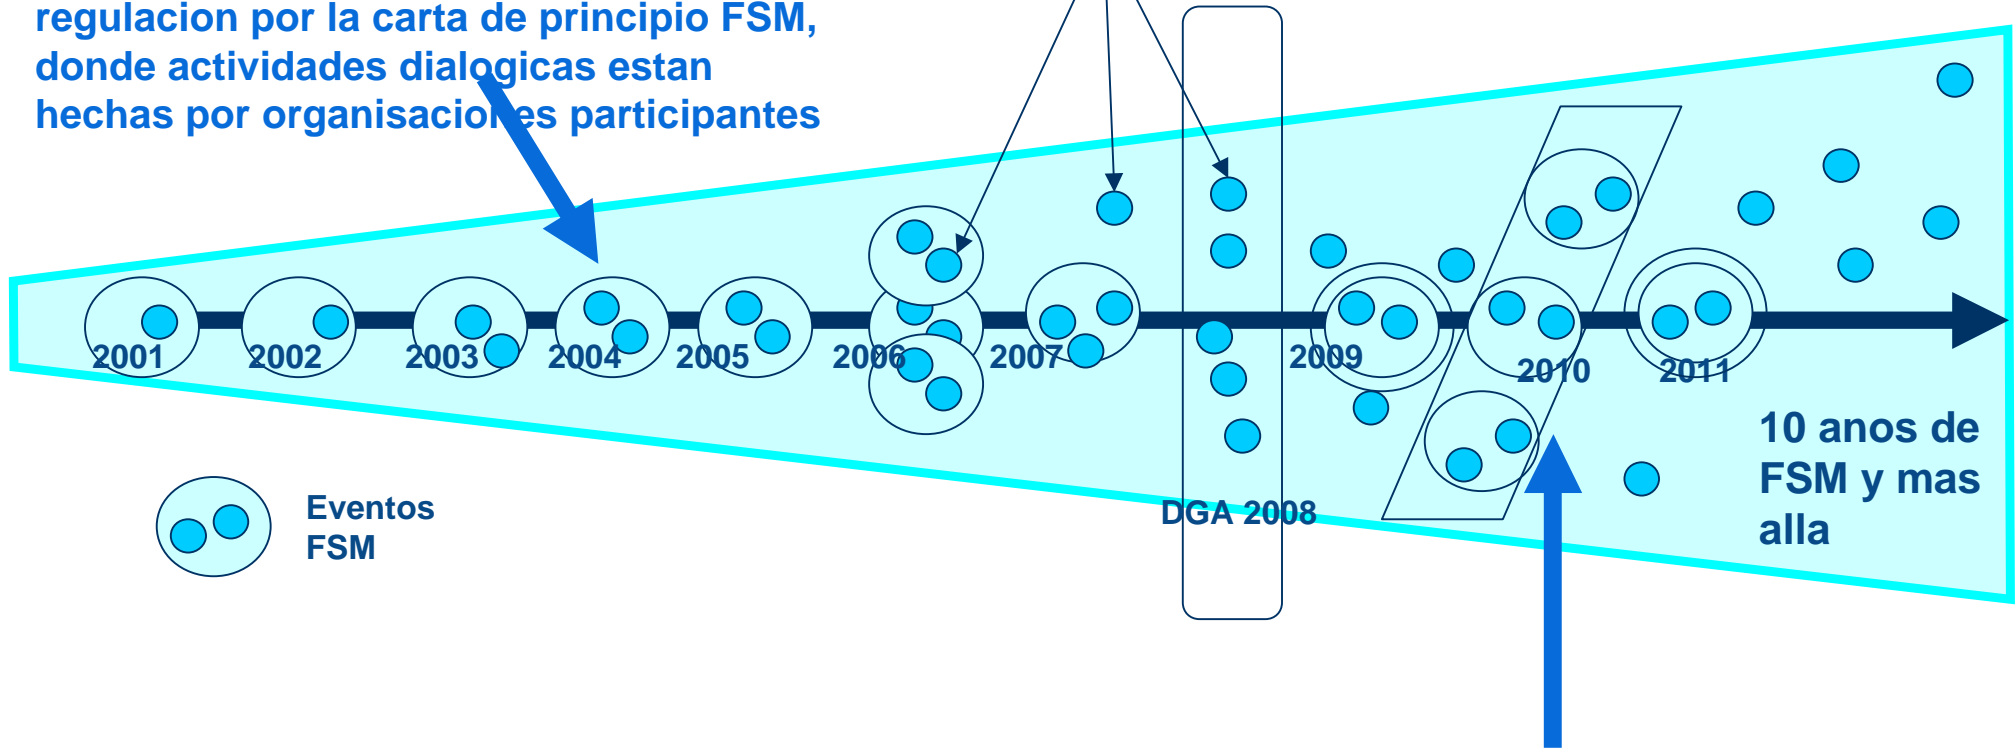 regulacion por la carta de principio FSM,
donde actividades dialogicas estan
hechas por organisaciones participantes
2001
2002
2003
2004
2005
2006
2007
2009
2010
2011
10 anos de
FSM y mas
alla
Eventos
FSM
DGA 2008